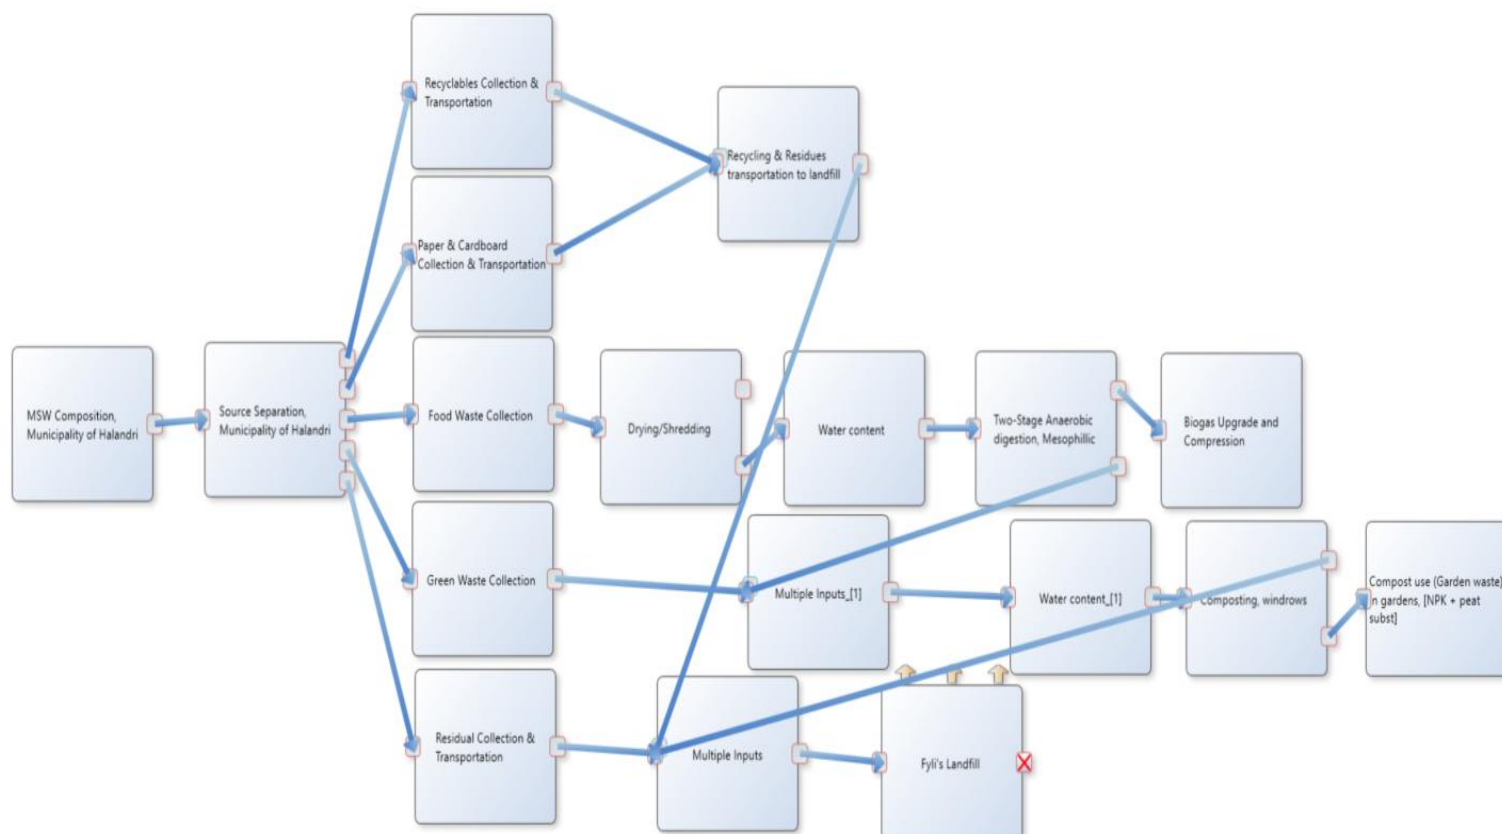 Recyclables Collection &
Transportation
Recycling & Residues
transportation to landfill
Paper & Cardboard
Collection & Transportation
MSW Composition,
Municipality of Halandri
Source Separation,
Municipality of Halandri
Food Waste Collection
Drying/Shredding
Water content
Two-Stage Anaerobic
digestion, Mesophillic
Biogas Upgrade and
Compression
Green Waste Collection
Multiple Inputs_[1]
Water content_[1]
Composting, windrows
Compost use (Garden waste)
in gardens, [NPK + peat
subst]
Residual Collection &
Transportation
Multiple Inputs
Fyli's Landfill